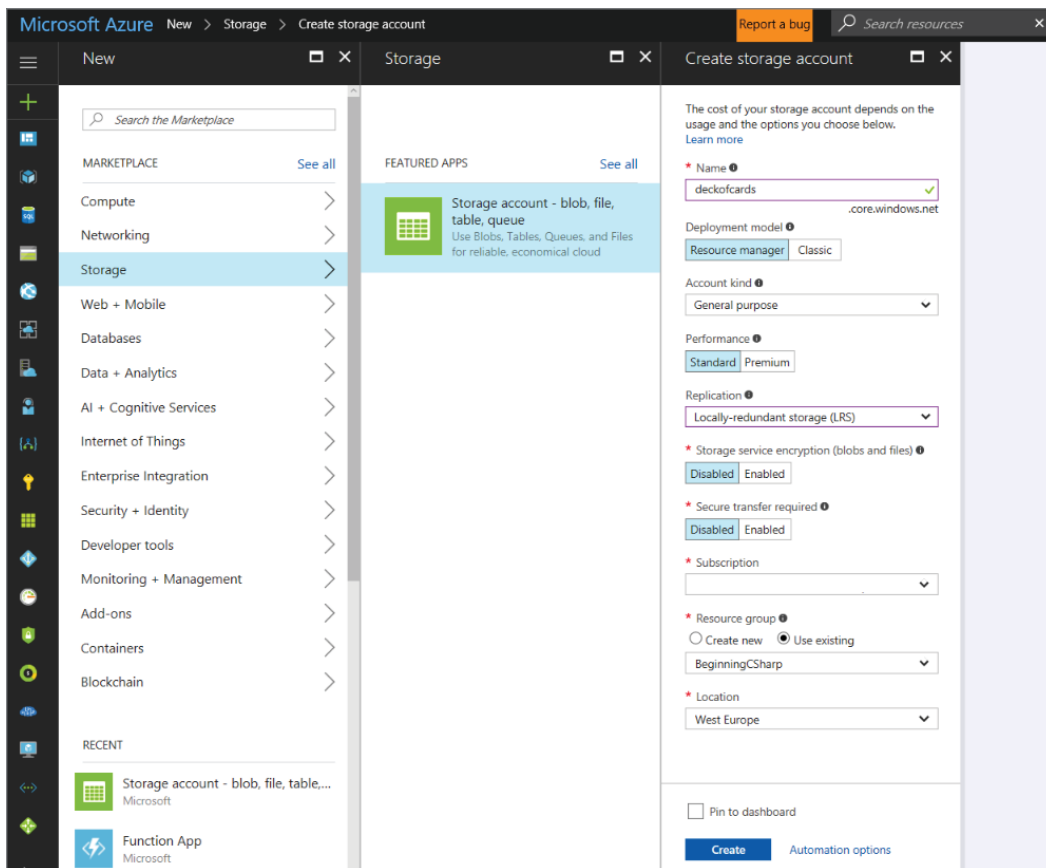 Microsoft Azure New > Storage > Create storage account
Report a bug
Search resources
New
Search the Marketplace
MARKETPLACE
See all
Compute
Networking
Storage
Web + Mobile
Databases
Data + Analytics
AI + Cognitive Services
Internet of Things
Enterprise Integration
Security + Identity
Developer tools
Monitoring + Management
Add-ons
Containers
Blockchain
RECENT
Storage account - blob, file, table,...
Microsoft
Function App
Microsoft
Storage
FEATURED APPS
See all
Storage account - blob, file,
table, queue
Use Blobs, Tables, Queues, and Files
for reliable, economical cloud
Create storage account
The cost of your storage account depends on the
usage and the options you choose below.
Learn more
* Name
deckofcards
.core.windows.net
Deployment model
Resource manager Classic
Account kind
General purpose
Performance
Standard Premium
Replication
Locally-redundant storage (LRS)
* Storage service encryption (blobs and files)
Disabled Enabled
* Secure transfer required
Disabled Enabled
* Subscription
* Resource group
Create new Use existing
BeginningCSharp
* Location
West Europe
Pin to dashboard
Create Automation options